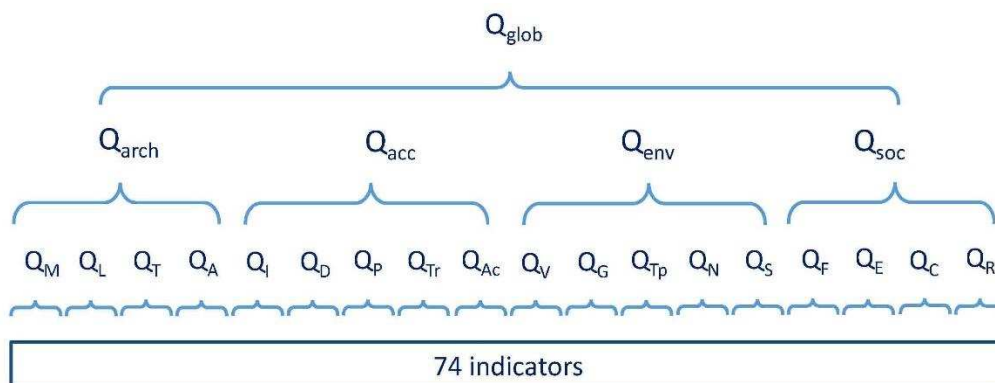 Q_glob
Q_arch Q_acc Q_env Q_soc
Q_M Q_L Q_T Q_A Q_I Q_D Q_P Q_Tr Q_Ac Q_V Q_G Q_Tp Q_N Q_S Q_F Q_E Q_C Q_R
74 indicators